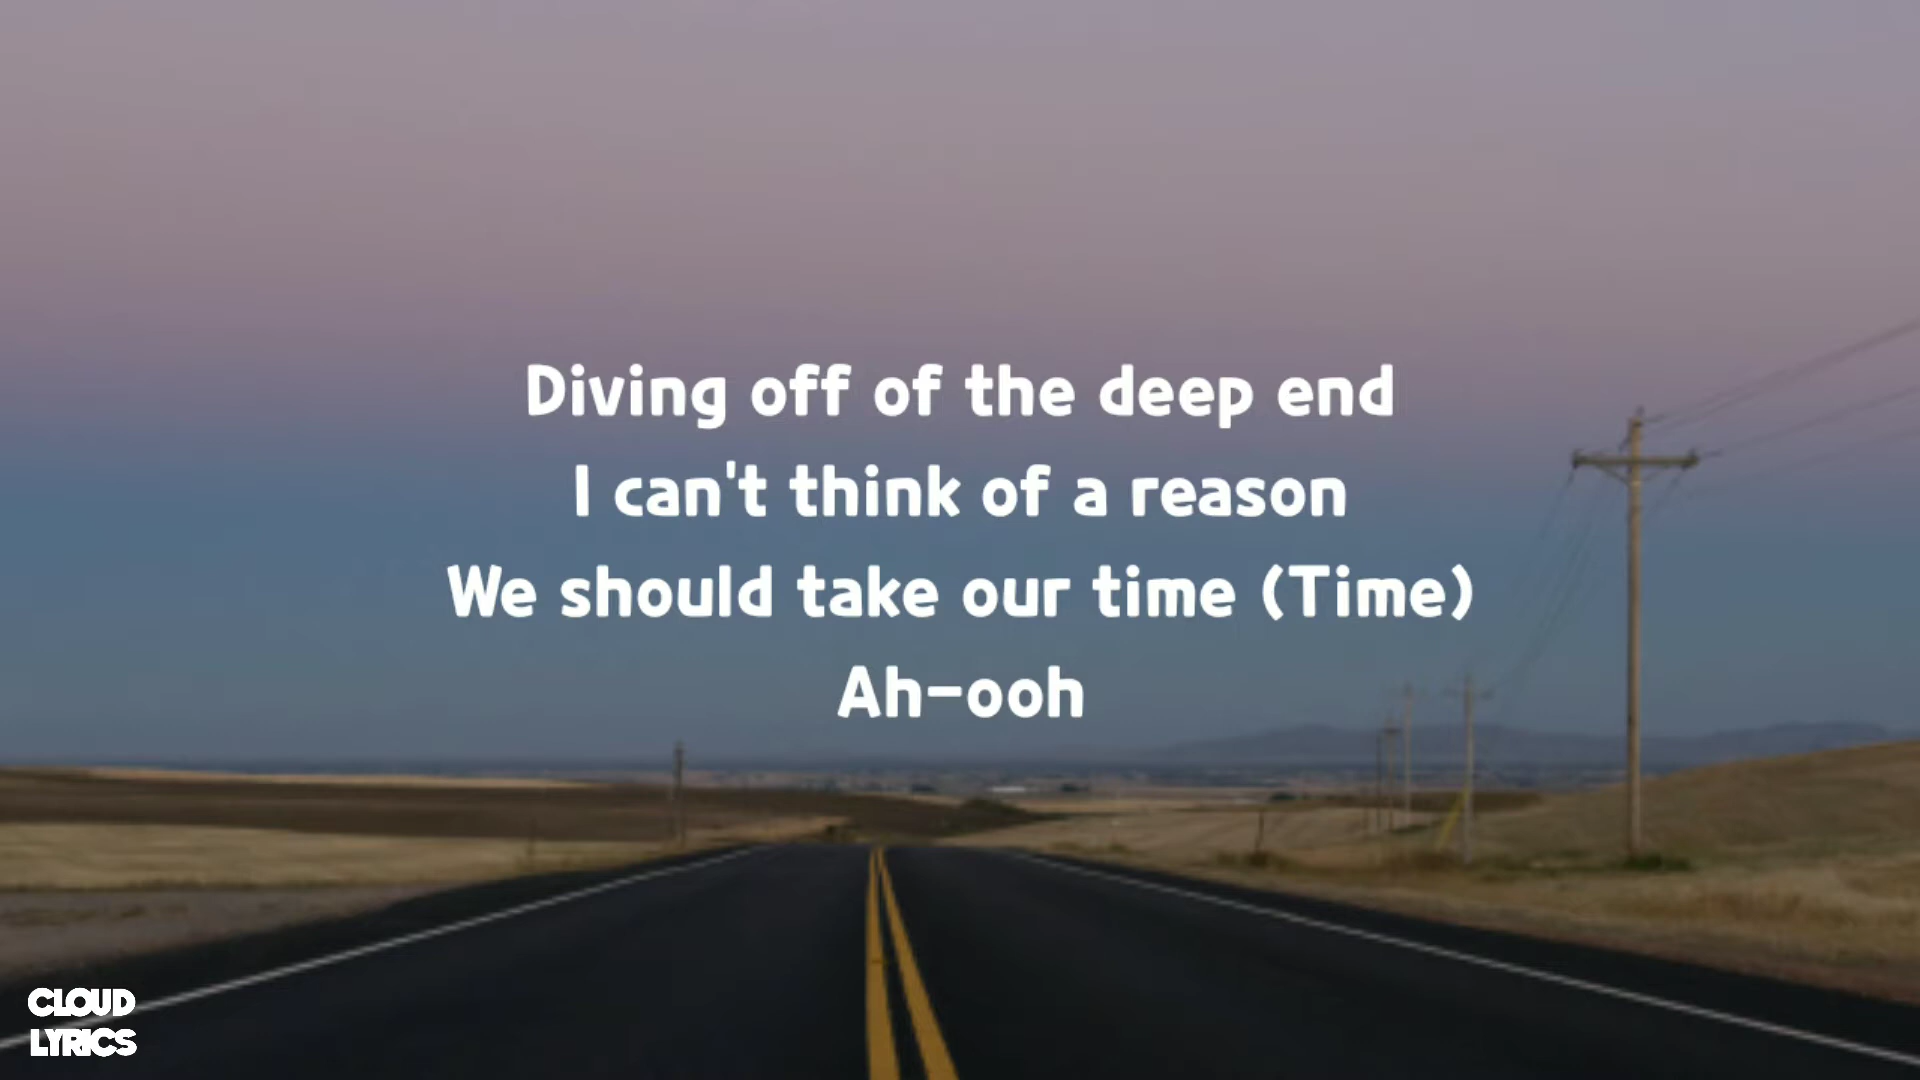 Diving off of the deep end
I can't think of a reason
We should take our time (Time)
Ah-ooh
CLOUD
LYRICS